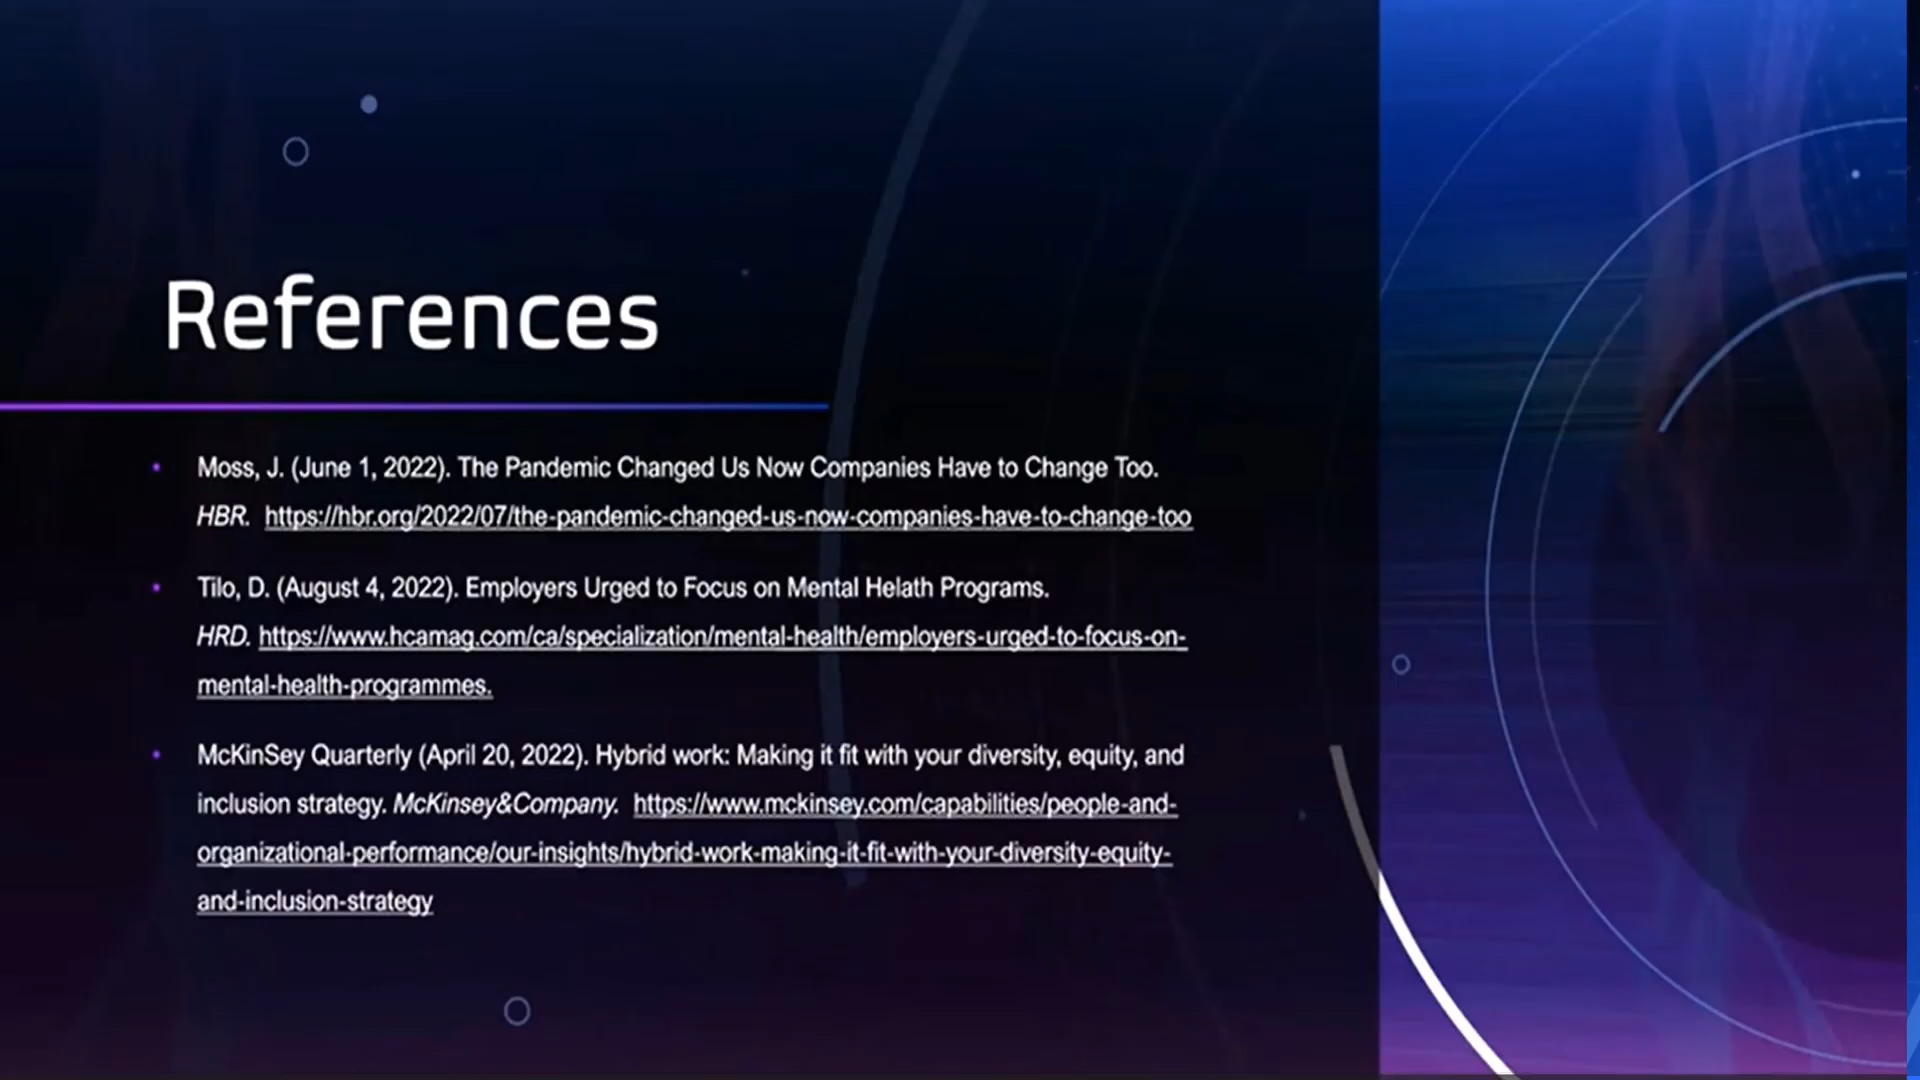 References
Moss, J. (June 1, 2022). The Pandemic Changed Us Now Companies Have to Change Too.
HBR. https://hbr.org/2022/07/the-pandemic-changed-us-now-companies-have-to-change-too
Tilo, D. (August 4, 2022). Employers Urged to Focus on Mental Helath Programs.
HRD. https://www.hcamag.com/ca/specialization/mental-health/employers-urged-to-focus-on-
mental-health-programmes.
McKinSey Quarterly (April 20, 2022). Hybrid work: Making it fit with your diversity, equity, and
inclusion strategy. McKinsey&Company. https://www.mckinsey.com/capabilities/people-and-
organizational-performance/our-insights/hybrid-work-making-it-fit-with-your-diversity-equity-
and-inclusion-strategy